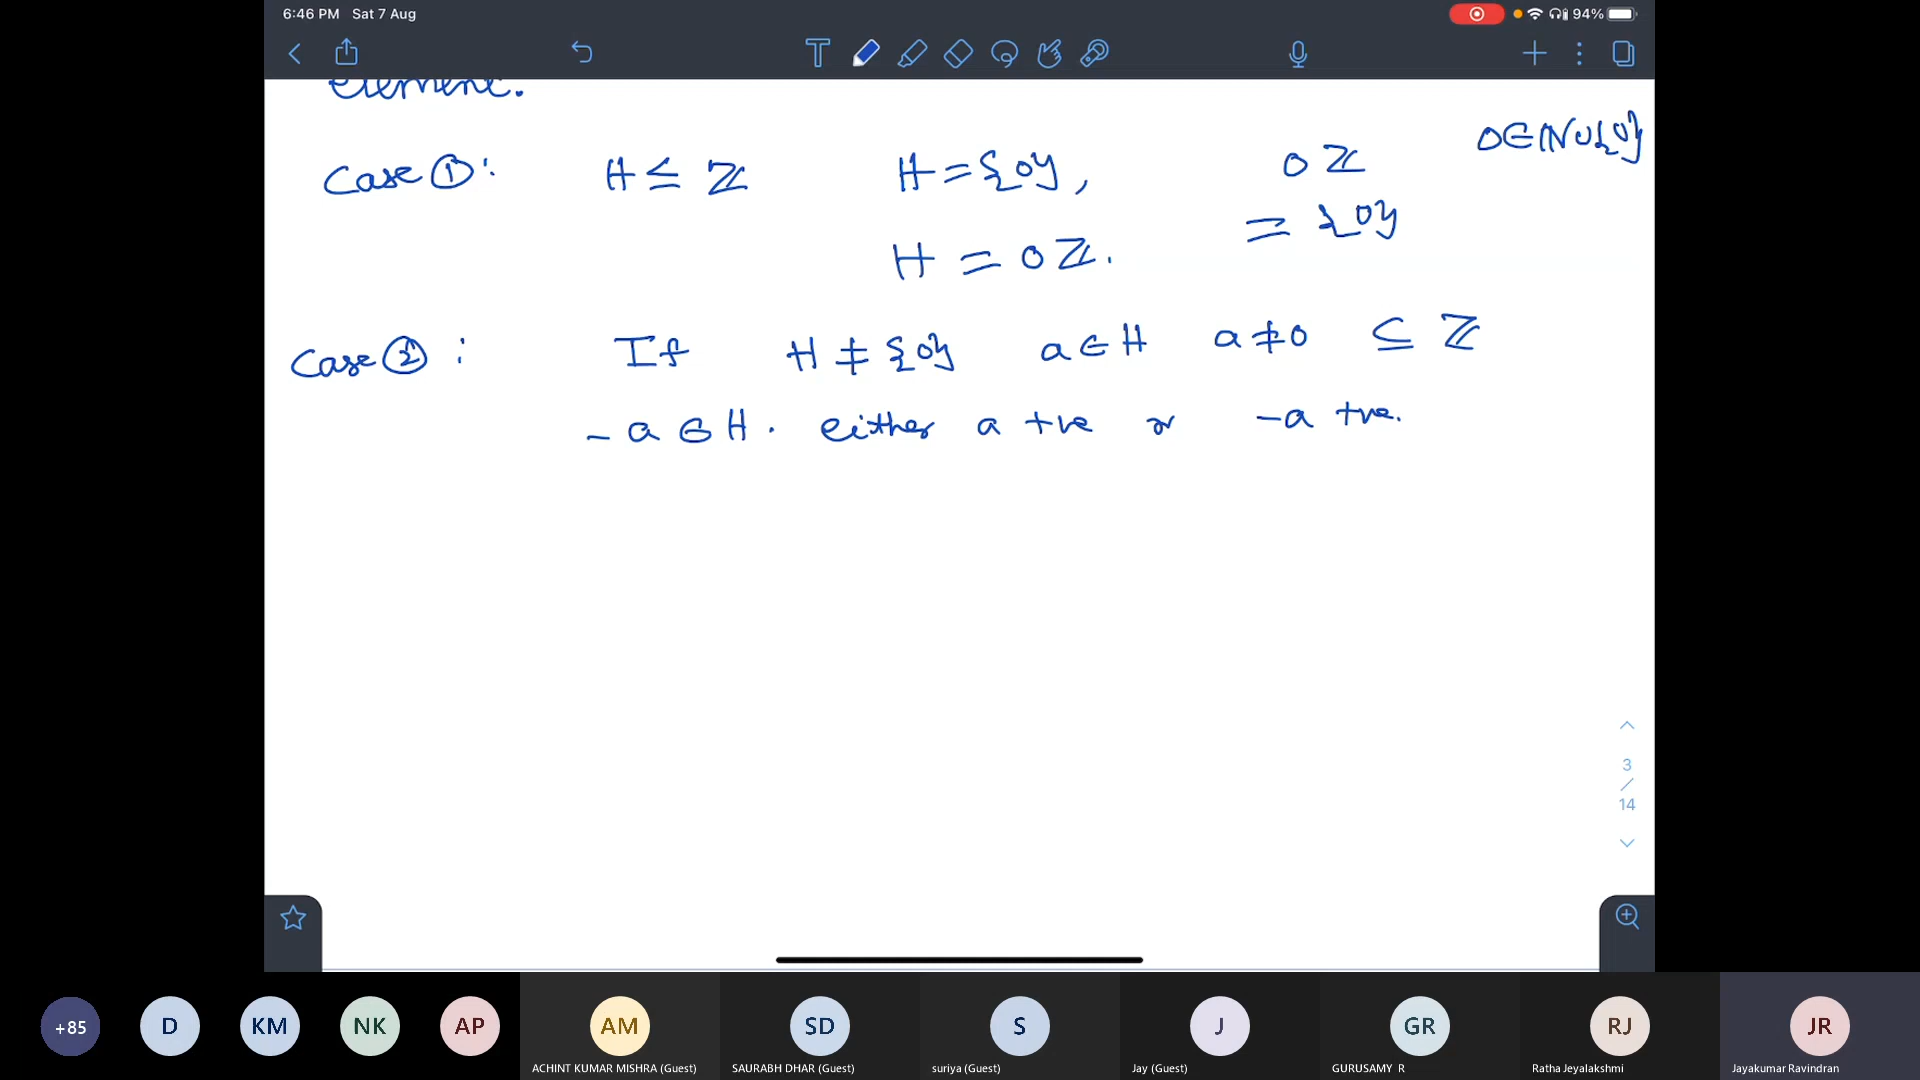 6:46 PM Sat 7 Aug
94%
element.
Case ①: H ≤ ℤ H = {0}, 0ℤ 0∈ℕ∪{0}
= {0}
H = 0ℤ.
Case ②: If H ≠ {0} a∈H a≠0 ⊆ ℤ
-a∈H. either a +ve or -a +ve.
3
/
14
+85 D KM NK AP AM SD S J GR RJ JR
ACHINT KUMAR MISHRA (Guest) SAURABH DHAR (Guest) suriya (Guest) Jay (Guest) GURUSAMY R Ratha Jeyalakshmi Jayakumar Ravindran